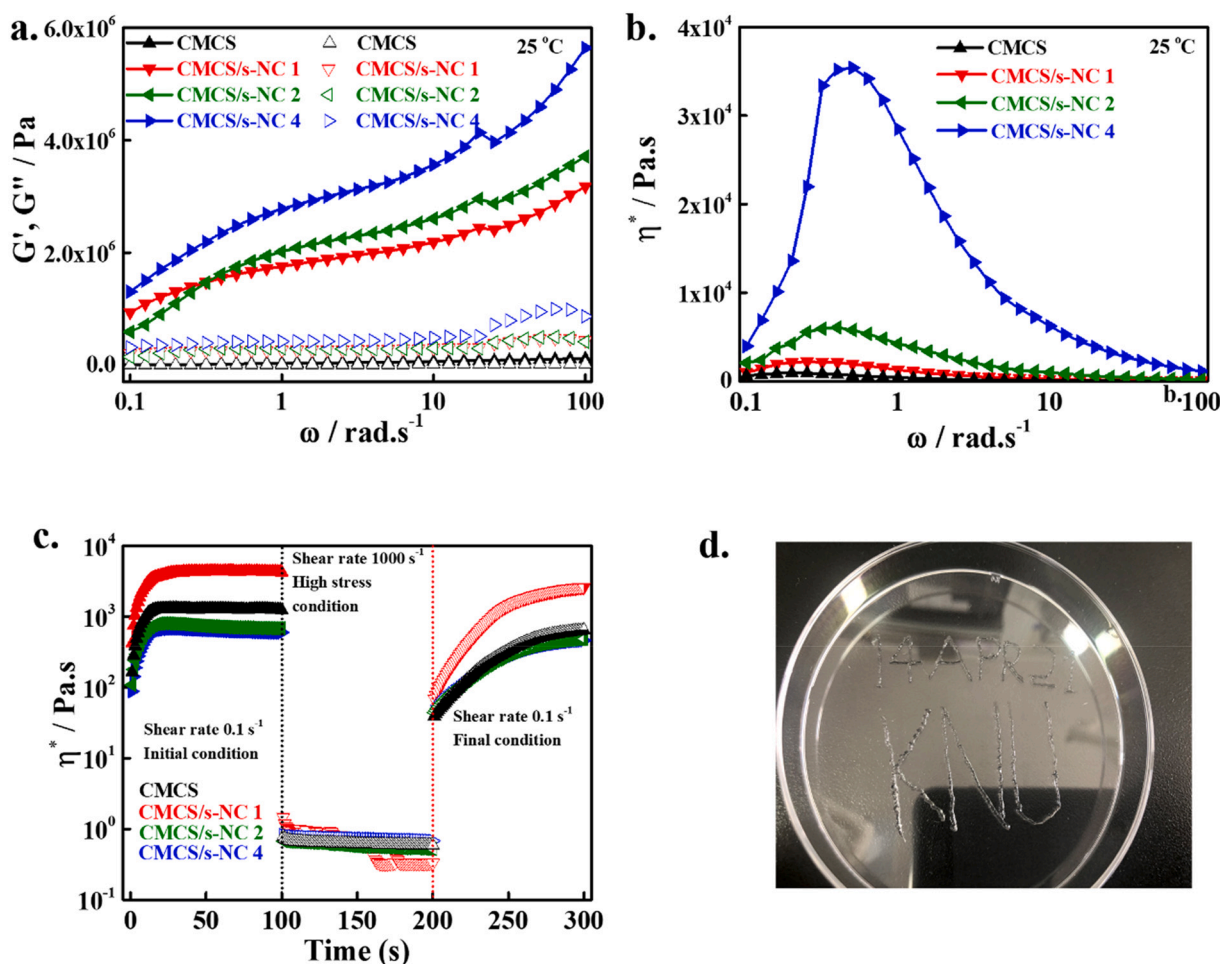 a.
6.0x10⁶
4.0x10⁶
2.0x10⁶
0.0
G', G'' / Pa
CMCS CMCS 25 °C
CMCS/s-NC 1 CMCS/s-NC 1
CMCS/s-NC 2 CMCS/s-NC 2
CMCS/s-NC 4 CMCS/s-NC 4
0.1 1 10 100
ω / rad.s⁻¹
b.
4x10⁴
3x10⁴
2x10⁴
1x10⁴
0
η* / Pa.s
CMCS 25 °C
CMCS/s-NC 1
CMCS/s-NC 2
CMCS/s-NC 4
b.
0.1 1 10 100
ω / rad.s⁻¹
c.
10⁴
10³
10²
10¹
10⁰
10⁻¹
η* / Pa.s
Shear rate 1000 s⁻¹
High stress
condition
Shear rate 0.1 s⁻¹
Initial condition
Shear rate 0.1 s⁻¹
Final condition
CMCS
CMCS/s-NC 1
CMCS/s-NC 2
CMCS/s-NC 4
0 50 100 150 200 250 300
Time (s)
d.
14 APR 21
KNU